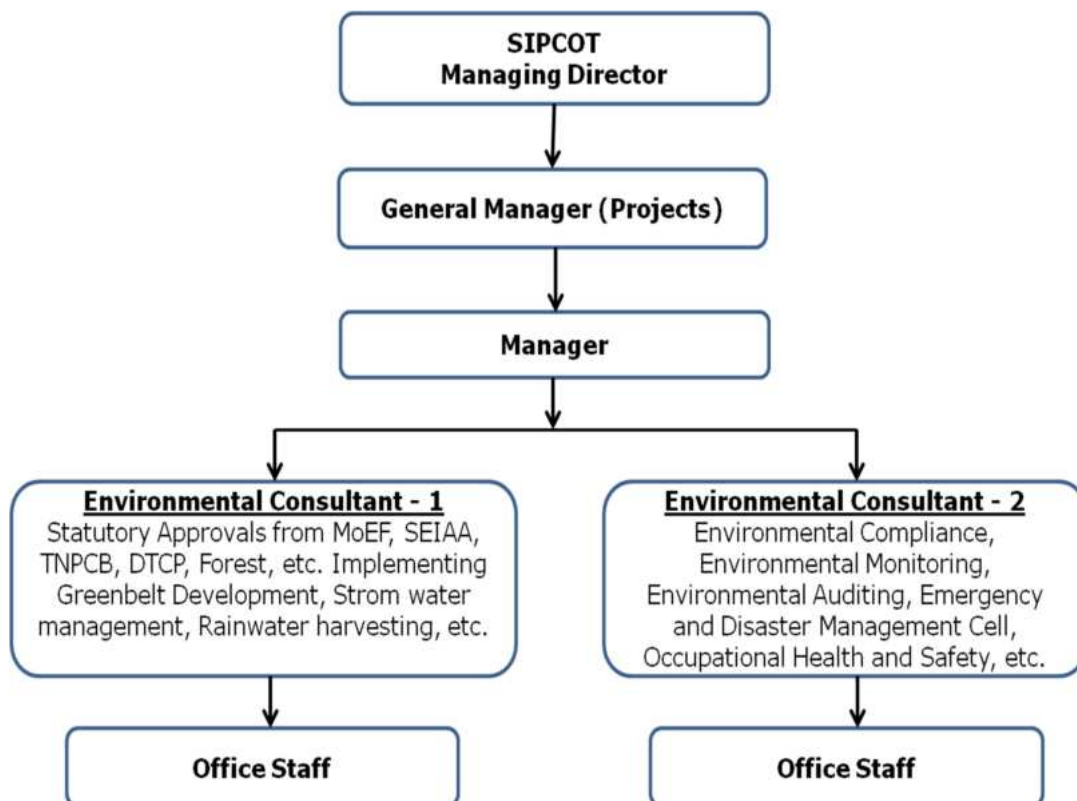 SIPCOT
Managing Director
General Manager (Projects)
Manager
Environmental Consultant - 1
Statutory Approvals from MoEF, SEIAA,
TNPCB, DTCP, Forest, etc. Implementing
Greenbelt Development, Strom water
management, Rainwater harvesting, etc.
Environmental Consultant - 2
Environmental Compliance,
Environmental Monitoring,
Environmental Auditing, Emergency
and Disaster Management Cell,
Occupational Health and Safety, etc.
Office Staff
Office Staff